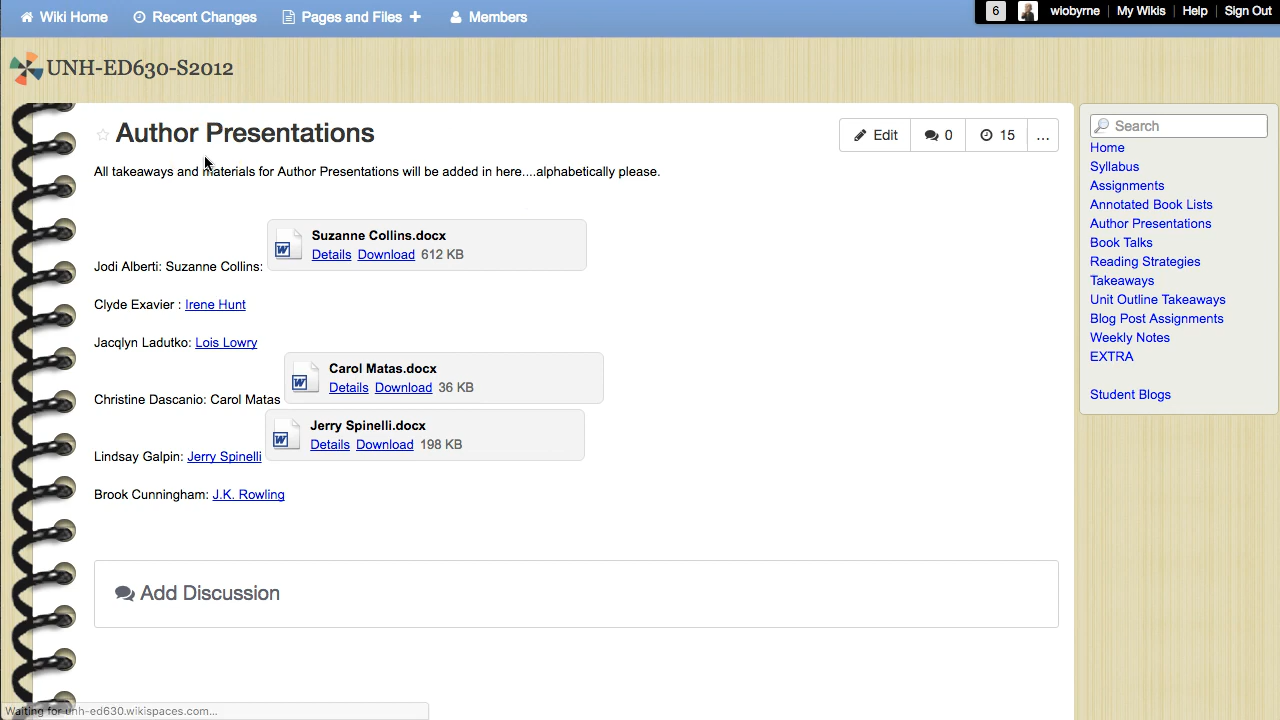 Wiki Home Recent Changes Pages and Files + Members
6 wiobyrne | My Wikis | Help | Sign Out
UNH-ED630-S2012
Author Presentations
Edit 0 15 ...
All takeaways and materials for Author Presentations will be added in here....alphabetically please.
Suzanne Collins.docx
Details Download 612 KB
Jodi Alberti: Suzanne Collins:
Clyde Exavier : Irene Hunt
Jacqlyn Ladutko: Lois Lowry
Carol Matas.docx
Details Download 36 KB
Christine Dascanio: Carol Matas
Jerry Spinelli.docx
Details Download 198 KB
Lindsay Galpin: Jerry Spinelli
Brook Cunningham: J.K. Rowling
Add Discussion
Search
Home
Syllabus
Assignments
Annotated Book Lists
Author Presentations
Book Talks
Reading Strategies
Takeaways
Unit Outline Takeaways
Blog Post Assignments
Weekly Notes
EXTRA
Student Blogs
Waiting for unh-ed630.wikispaces.com...